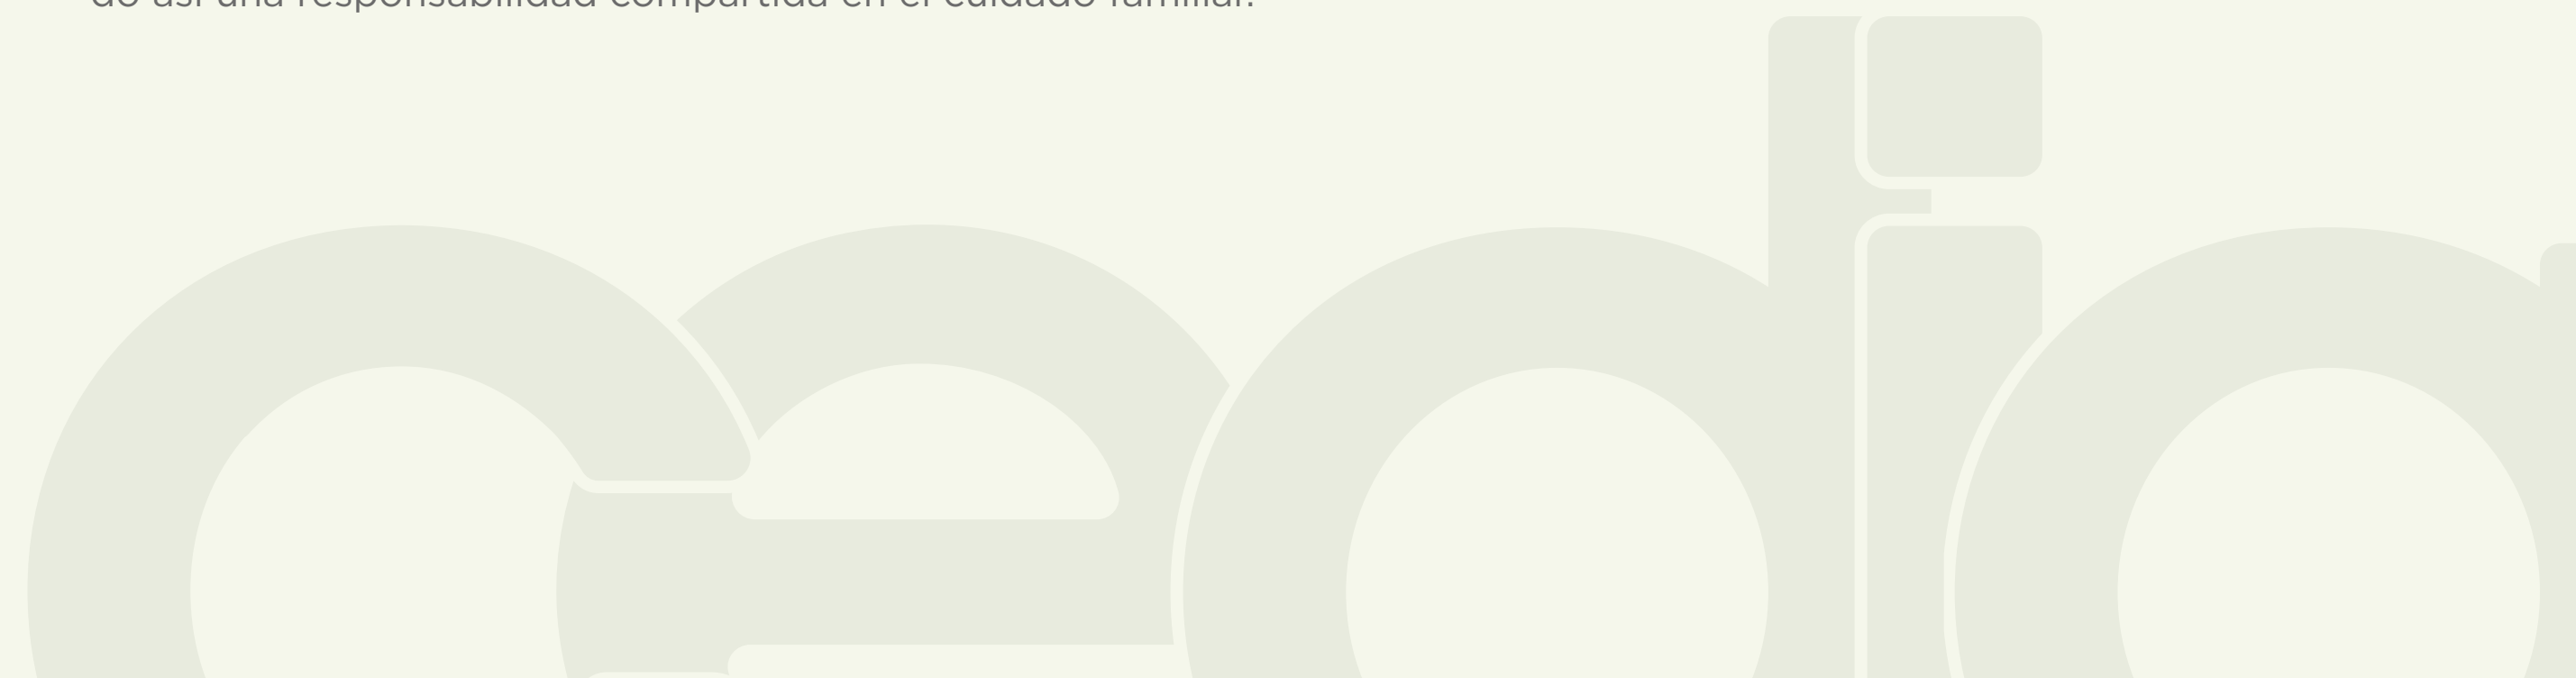 do así una responsabilidad compartida en el cuidado familiar.